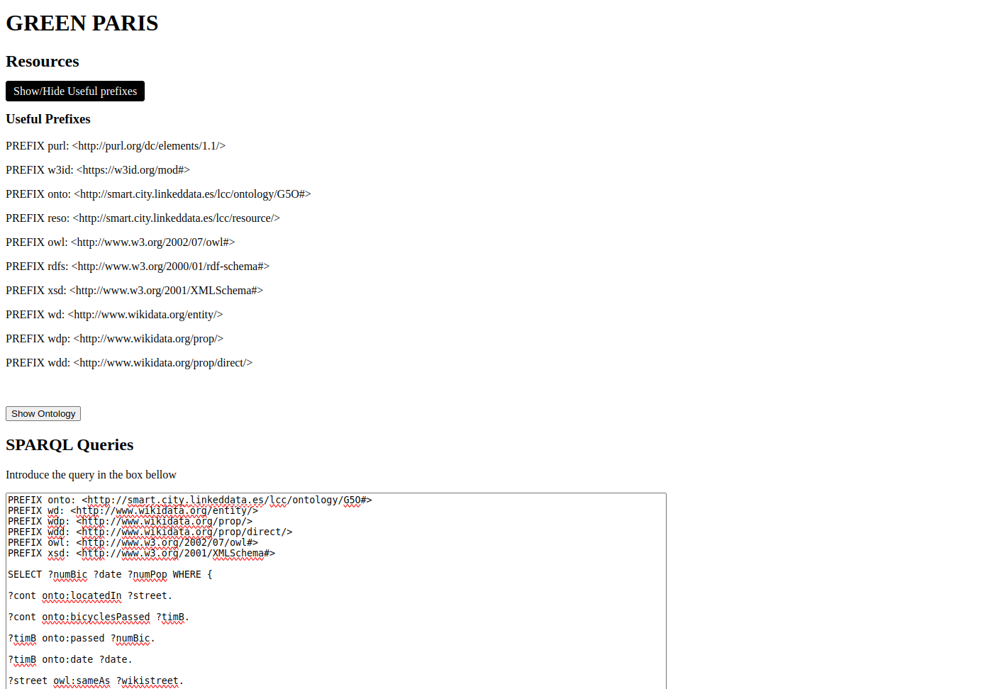 GREEN PARIS
Resources
Show/Hide Useful prefixes
Useful Prefixes
PREFIX purl: <http://purl.org/dc/elements/1.1/>
PREFIX w3id: <https://w3id.org/mod#>
PREFIX onto: <http://smart.city.linkeddata.es/lcc/ontology/G5O#>
PREFIX reso: <http://smart.city.linkeddata.es/lcc/resource/>
PREFIX owl: <http://www.w3.org/2002/07/owl#>
PREFIX rdfs: <http://www.w3.org/2000/01/rdf-schema#>
PREFIX xsd: <http://www.w3.org/2001/XMLSchema#>
PREFIX wd: <http://www.wikidata.org/entity/>
PREFIX wdp: <http://www.wikidata.org/prop/>
PREFIX wdd: <http://www.wikidata.org/prop/direct/>
Show Ontology
SPARQL Queries
Introduce the query in the box bellow
PREFIX onto: <http://smart.city.linkeddata.es/lcc/ontology/G5O#>
PREFIX wd: <http://www.wikidata.org/entity/>
PREFIX wdp: <http://www.wikidata.org/prop/>
PREFIX wdd: <http://www.wikidata.org/prop/direct/>
PREFIX owl: <http://www.w3.org/2002/07/owl#>
PREFIX xsd: <http://www.w3.org/2001/XMLSchema#>
SELECT ?numBic ?date ?numPop WHERE {
?cont onto:locatedIn ?street.
?cont onto:bicyclesPassed ?timB.
?timB onto:passed ?numBic.
?timB onto:date ?date.
?street owl:sameAs ?wikistreet.